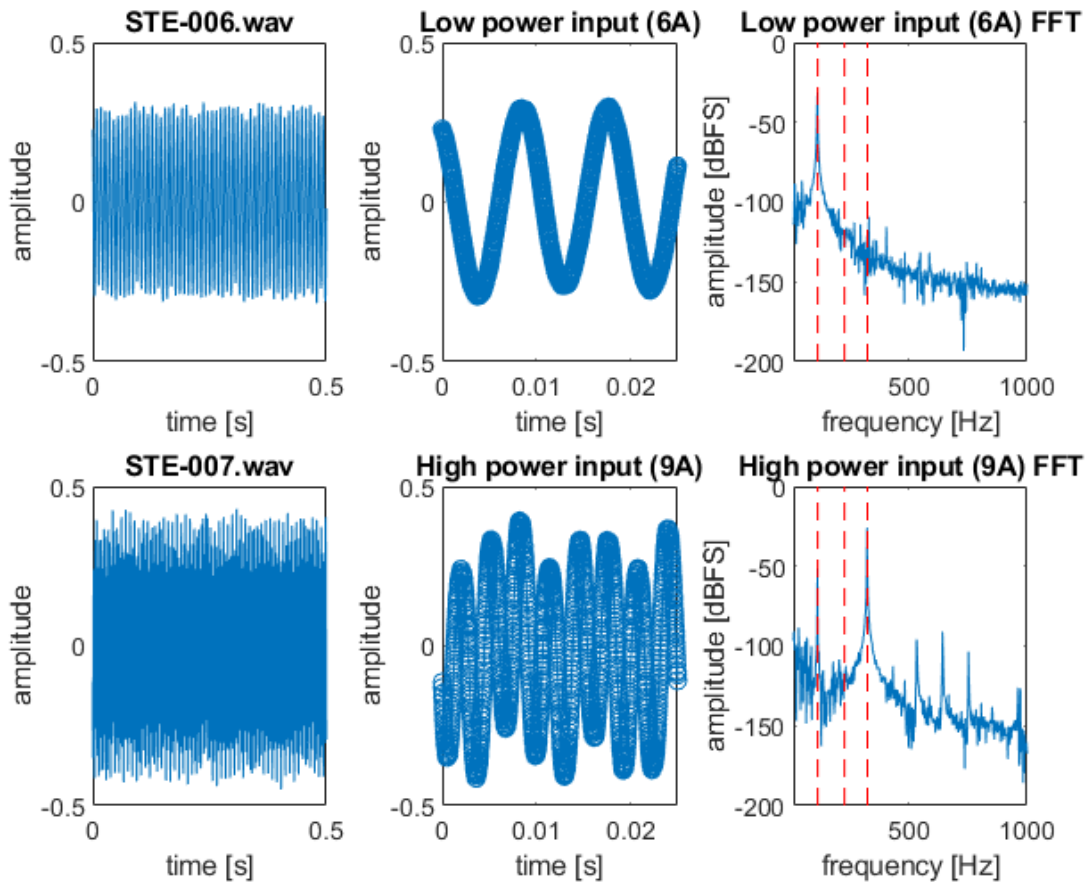 STE-006.wav
0.5
0
-0.5
amplitude
0
0.5
time [s]
Low power input (6A)
0.5
0
-0.5
amplitude
0
0.01
0.02
time [s]
Low power input (6A) FFT
0
-50
-100
-150
-200
amplitude [dBFS]
500
1000
frequency [Hz]
STE-007.wav
0.5
0
-0.5
amplitude
0
0.5
time [s]
High power input (9A)
0.5
0
-0.5
amplitude
0
0.01
0.02
time [s]
High power input (9A) FFT
0
-50
-100
-150
-200
amplitude [dBFS]
500
1000
frequency [Hz]